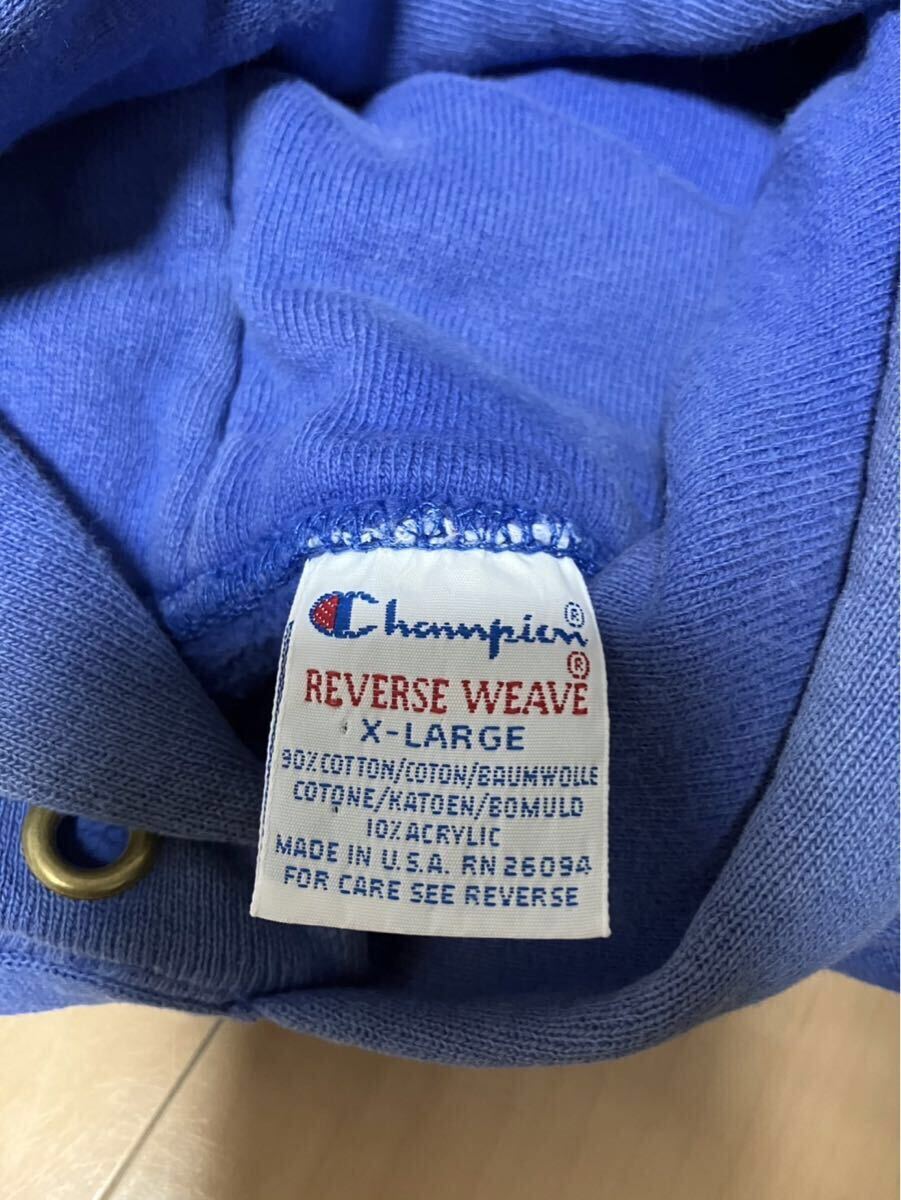 Champion®
REVERSE WEAVE®
X-LARGE
90% COTTON/COTON/BAUMWOLLE
COTONE/KATOEN/BOMULD
10% ACRYLIC
MADE IN U.S.A. RN 26094
FOR CARE SEE REVERSE